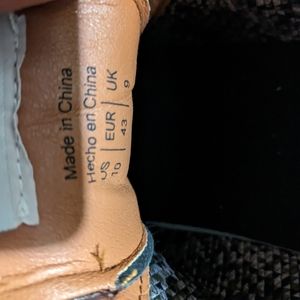 Made in China
Hecho en China
US | EUR | UK
10 | 43 | 9